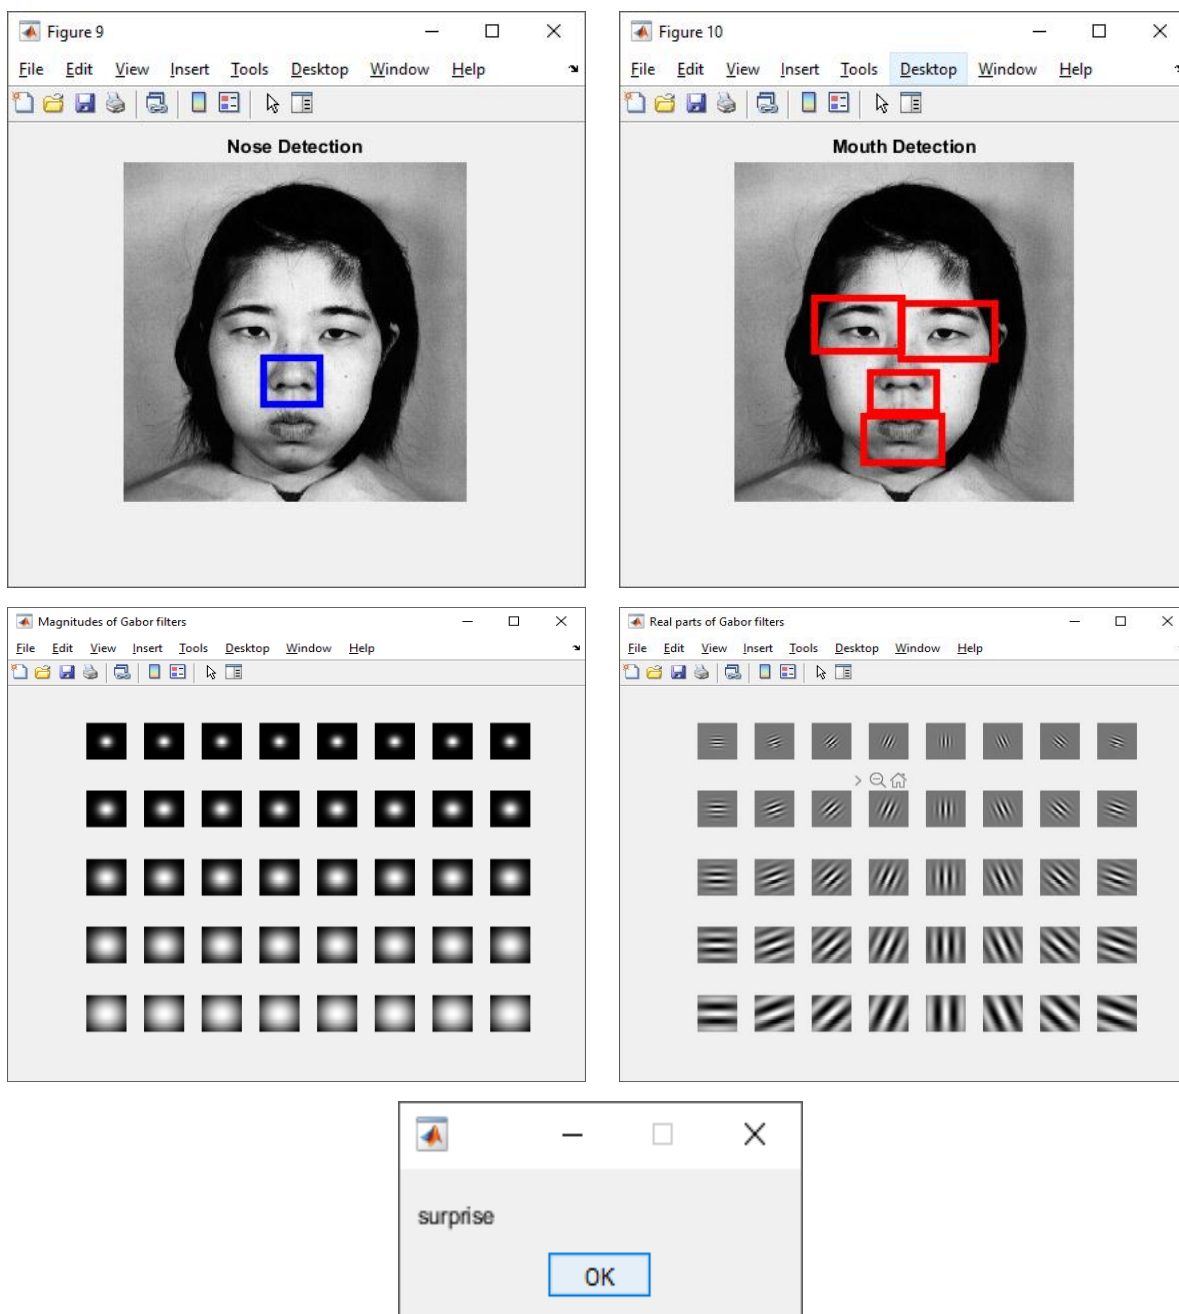 Figure 9
File Edit View Insert Tools Desktop Window Help
Nose Detection
Figure 10
File Edit View Insert Tools Desktop Window Help
Mouth Detection
Magnitudes of Gabor filters
File Edit View Insert Tools Desktop Window Help
Real parts of Gabor filters
File Edit View Insert Tools Desktop Window Help
surprise
OK